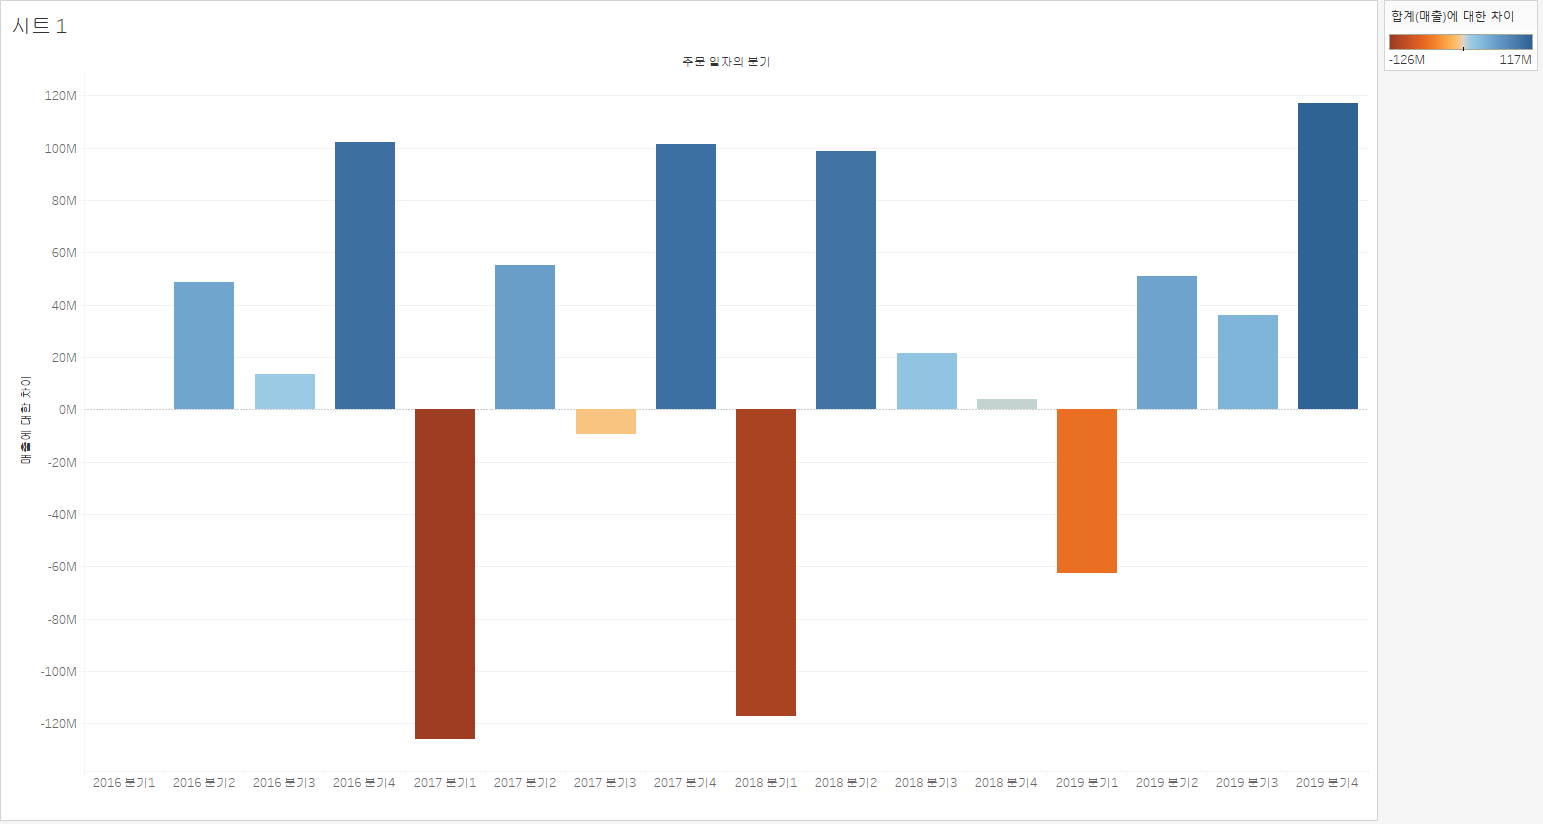 시트 1
주문 일자의 분기
매출에 대한 차이
120M
100M
80M
60M
40M
20M
0M
-20M
-40M
-60M
-80M
-100M
-120M
2016 분기1
2016 분기2
2016 분기3
2016 분기4
2017 분기1
2017 분기2
2017 분기3
2017 분기4
2018 분기1
2018 분기2
2018 분기3
2018 분기4
2019 분기1
2019 분기2
2019 분기3
2019 분기4
합계(매출)에 대한 차이
-126M
117M